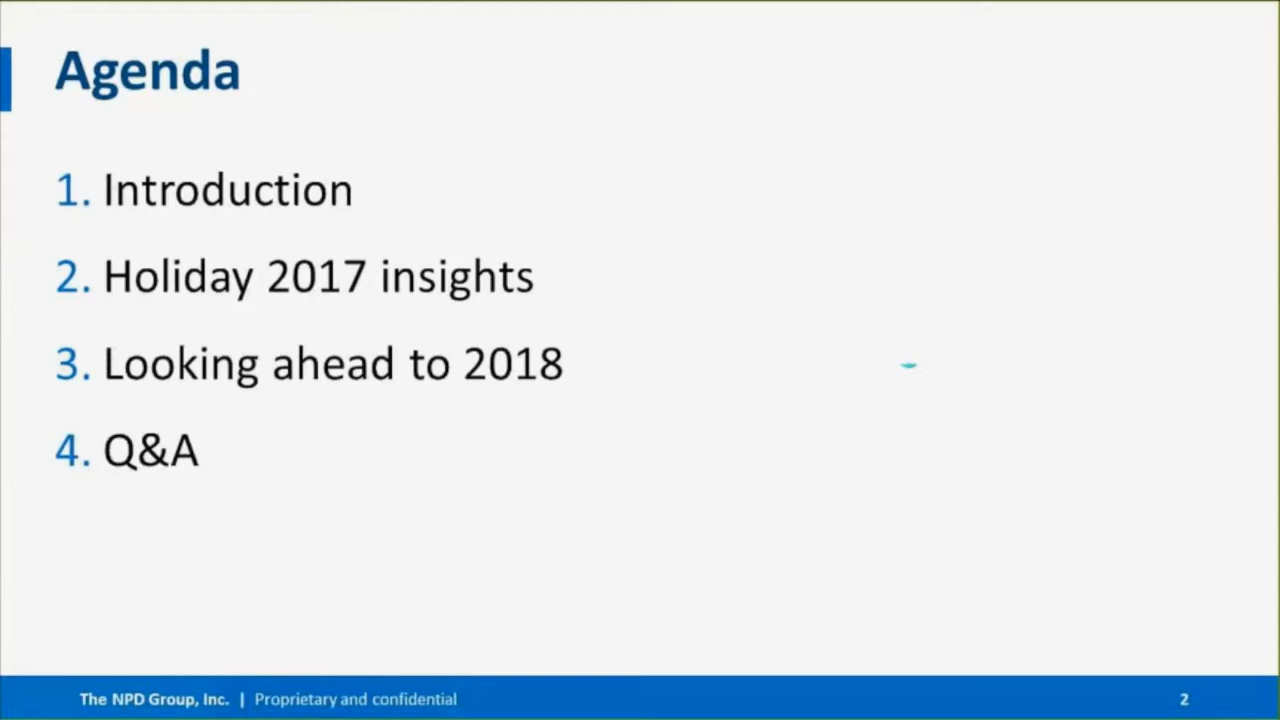 Agenda
1. Introduction
2. Holiday 2017 insights
3. Looking ahead to 2018
4. Q&A
The NPD Group, Inc. | Proprietary and confidential 2